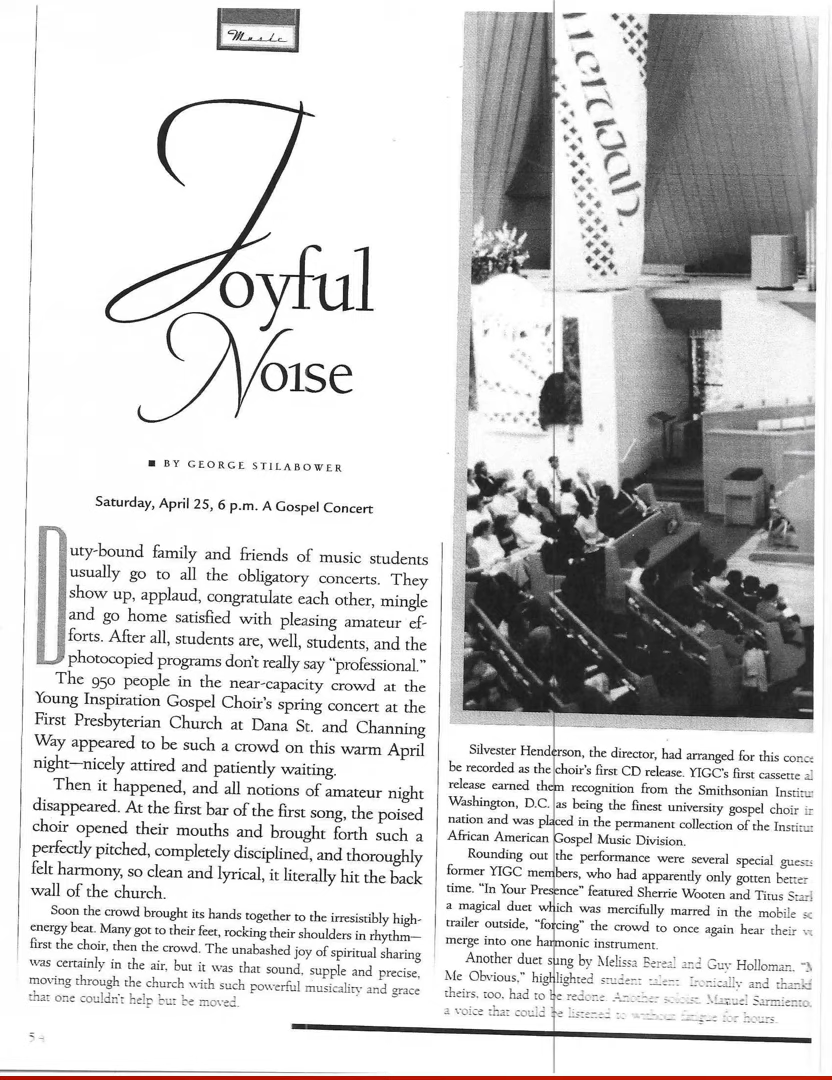 Music
Joyful
Noise
■ BY GEORGE STILABOWER
Saturday, April 25, 6 p.m. A Gospel Concert
Duty-bound family and friends of music students
usually go to all the obligatory concerts. They
show up, applaud, congratulate each other, mingle
and go home satisfied with pleasing amateur ef-
forts. After all, students are, well, students, and the
photocopied programs don't really say "professional."
The 950 people in the near-capacity crowd at the
Young Inspiration Gospel Choir's spring concert at the
First Presbyterian Church at Dana St. and Channing
Way appeared to be such a crowd on this warm April
night—nicely attired and patiently waiting.
Then it happened, and all notions of amateur night
disappeared. At the first bar of the first song, the poised
choir opened their mouths and brought forth such a
perfectly pitched, completely disciplined, and thoroughly
felt harmony, so clean and lyrical, it literally hit the back
wall of the church.
Soon the crowd brought its hands together to the irresistibly high-
energy beat. Many got to their feet, rocking their shoulders in rhythm—
first the choir, then the crowd. The unabashed joy of spiritual sharing
was certainly in the air, but it was that sound, supple and precise,
moving through the church with such powerful musicality and grace
that one couldn't help but be moved.
54
lelujah.
Silvester Henderson, the director, had arranged for this conce
be recorded as the choir's first CD release. YIGC's first cassette al
release earned them recognition from the Smithsonian Institut
Washington, D.C. as being the finest university gospel choir in
nation and was placed in the permanent collection of the Institut
African American Gospel Music Division.
Rounding out the performance were several special guests
former YIGC members, who had apparently only gotten better
time. "In Your Presence" featured Sherrie Wooten and Titus Starl
a magical duet which was mercifully marred in the mobile so
trailer outside, "forcing" the crowd to once again hear their
merge into one harmonic instrument.
Another duet sung by Melissa Bereal and Guy Holloman, "M
Me Obvious," highlighted student talent. Ironically and thankf
theirs, too, had to be redone. Another soloist, Manuel Sarmiento,
a voice that could be listened to without fatigue for hours.